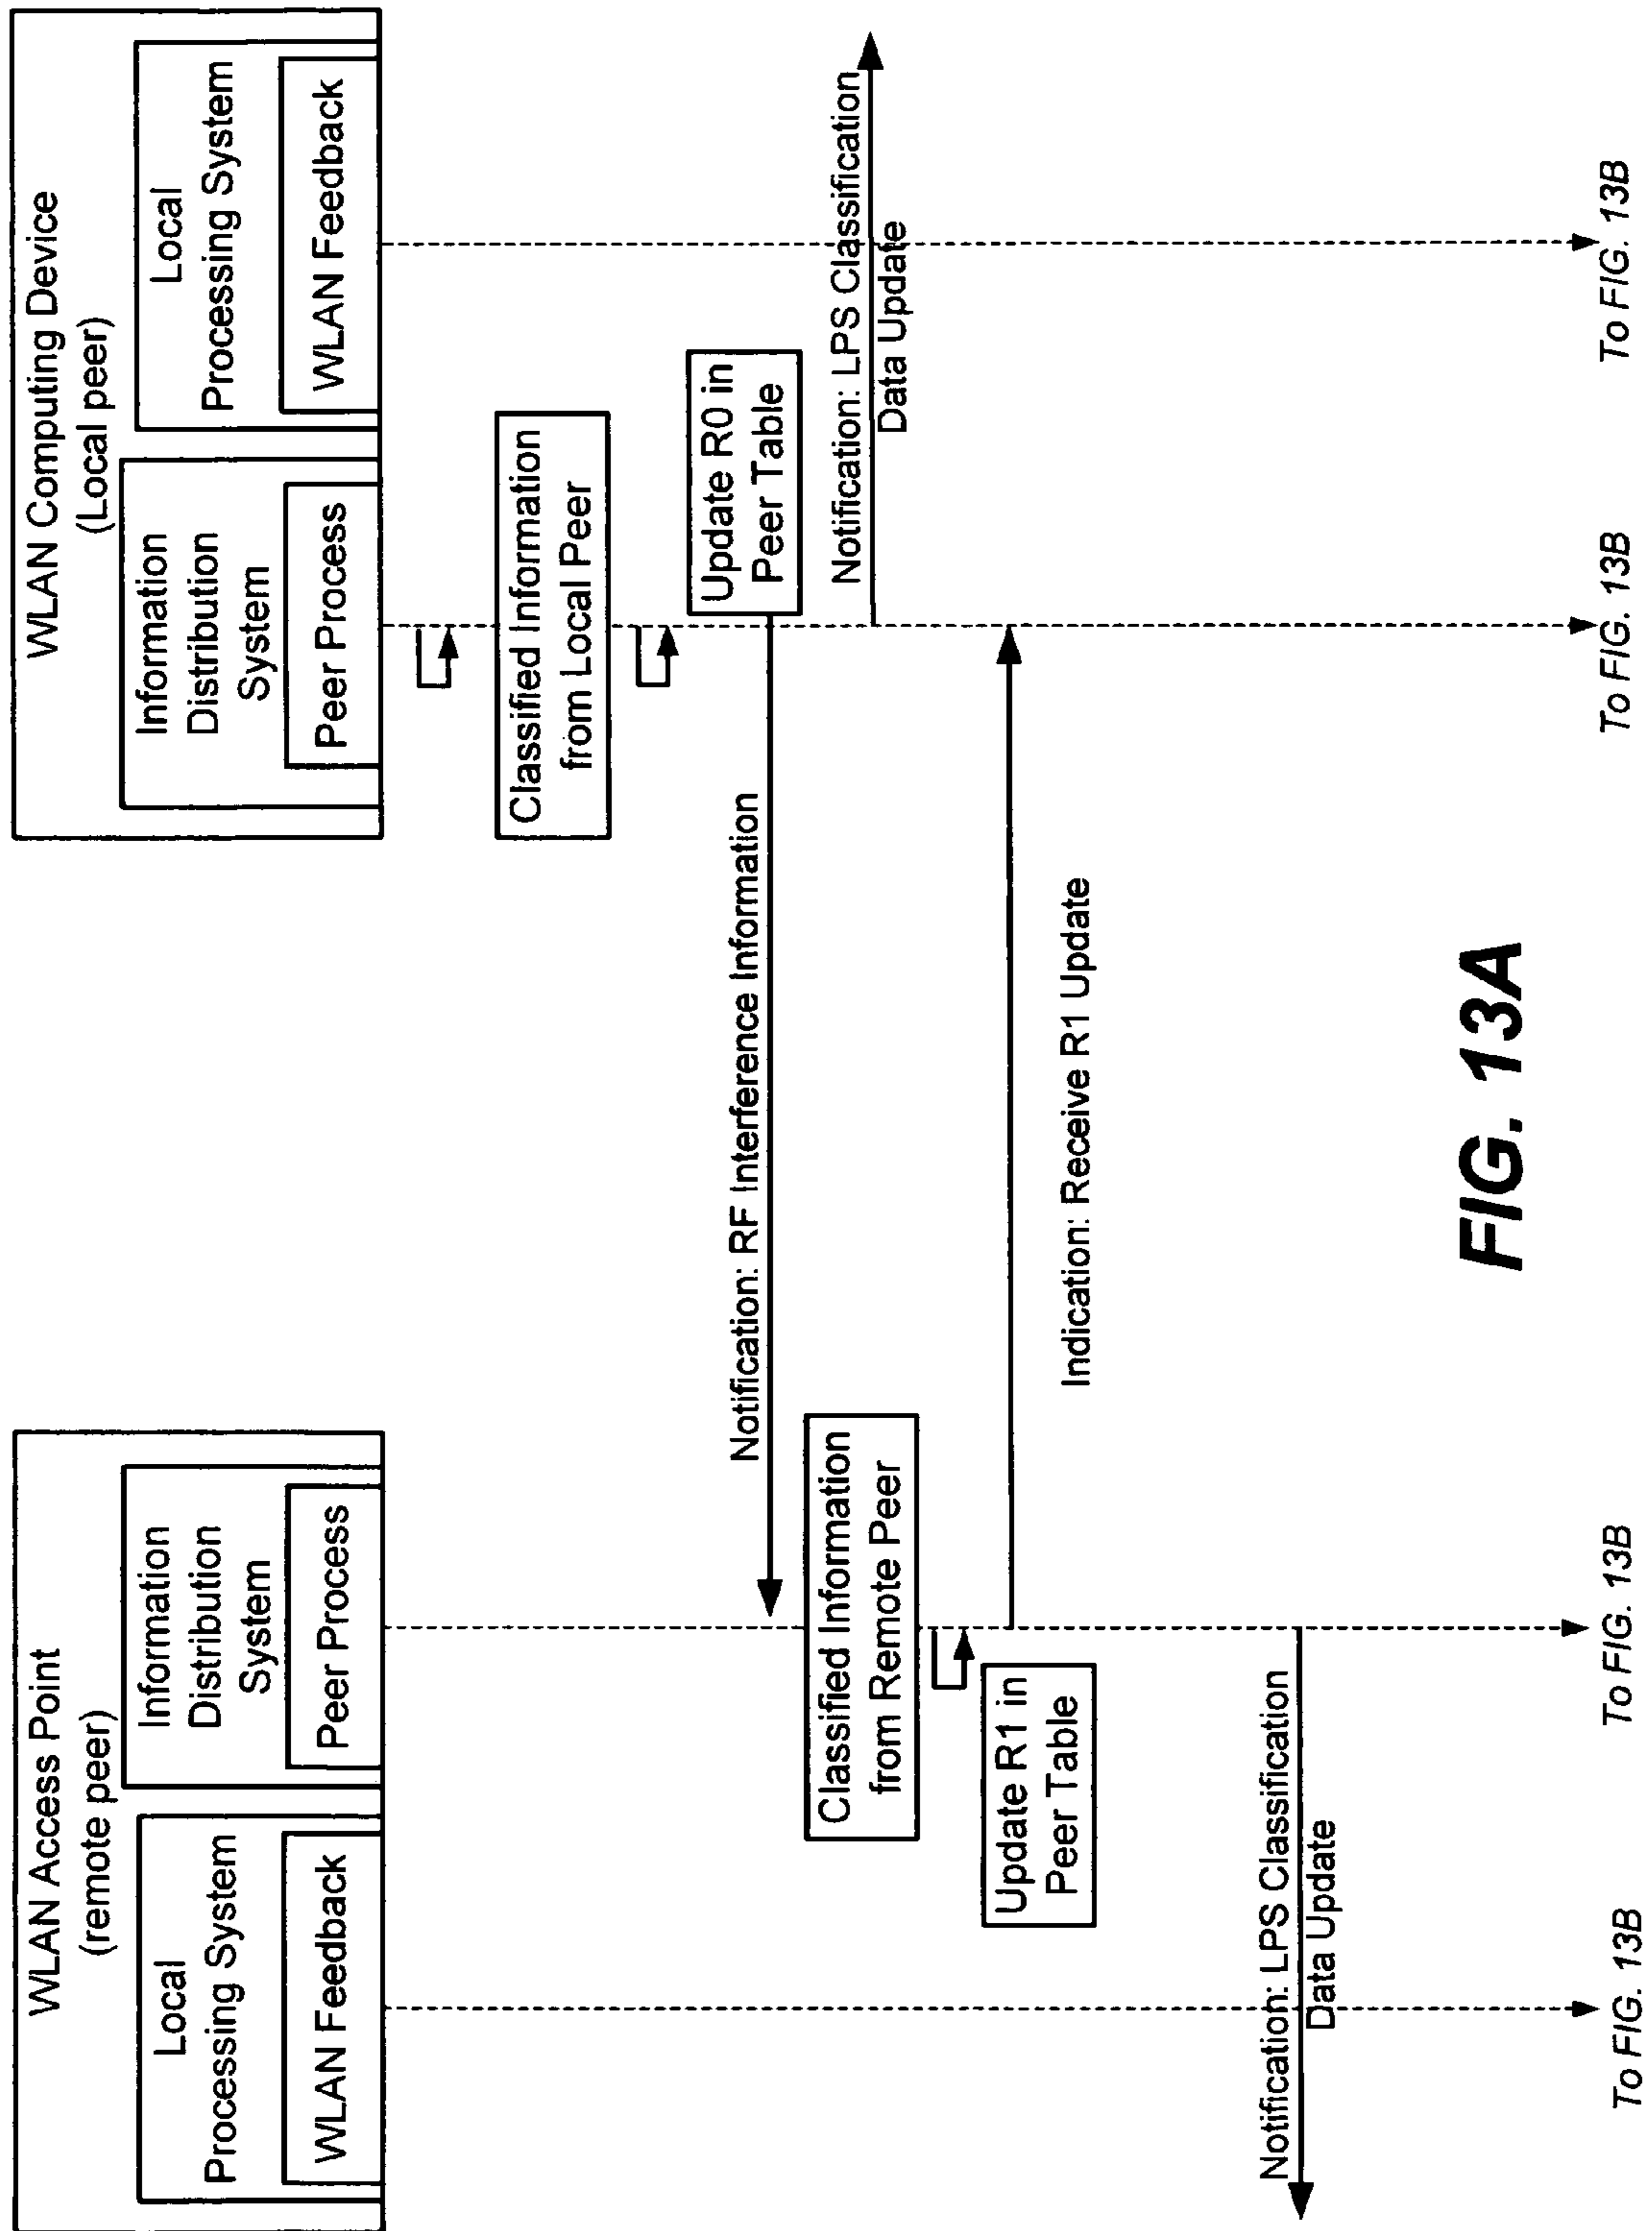 WLAN Access Point
(remote peer)
Local
Processing System
WLAN Feedback
Information
Distribution
System
Peer Process
WLAN Computing Device
(Local peer)
Information
Distribution
System
Peer Process
Local
Processing System
WLAN Feedback
Classified Information
from Local Peer
Update R0 in
Peer Table
Notification: RF Interference Information
Notification: LPS Classification
Data Update
Classified Information
from Remote Peer
Update R1 in
Peer Table
Indication: Receive R1 Update
Notification: LPS Classification
Data Update
To FIG. 13B
To FIG. 13B
To FIG. 13B
To FIG. 13B
FIG. 13A